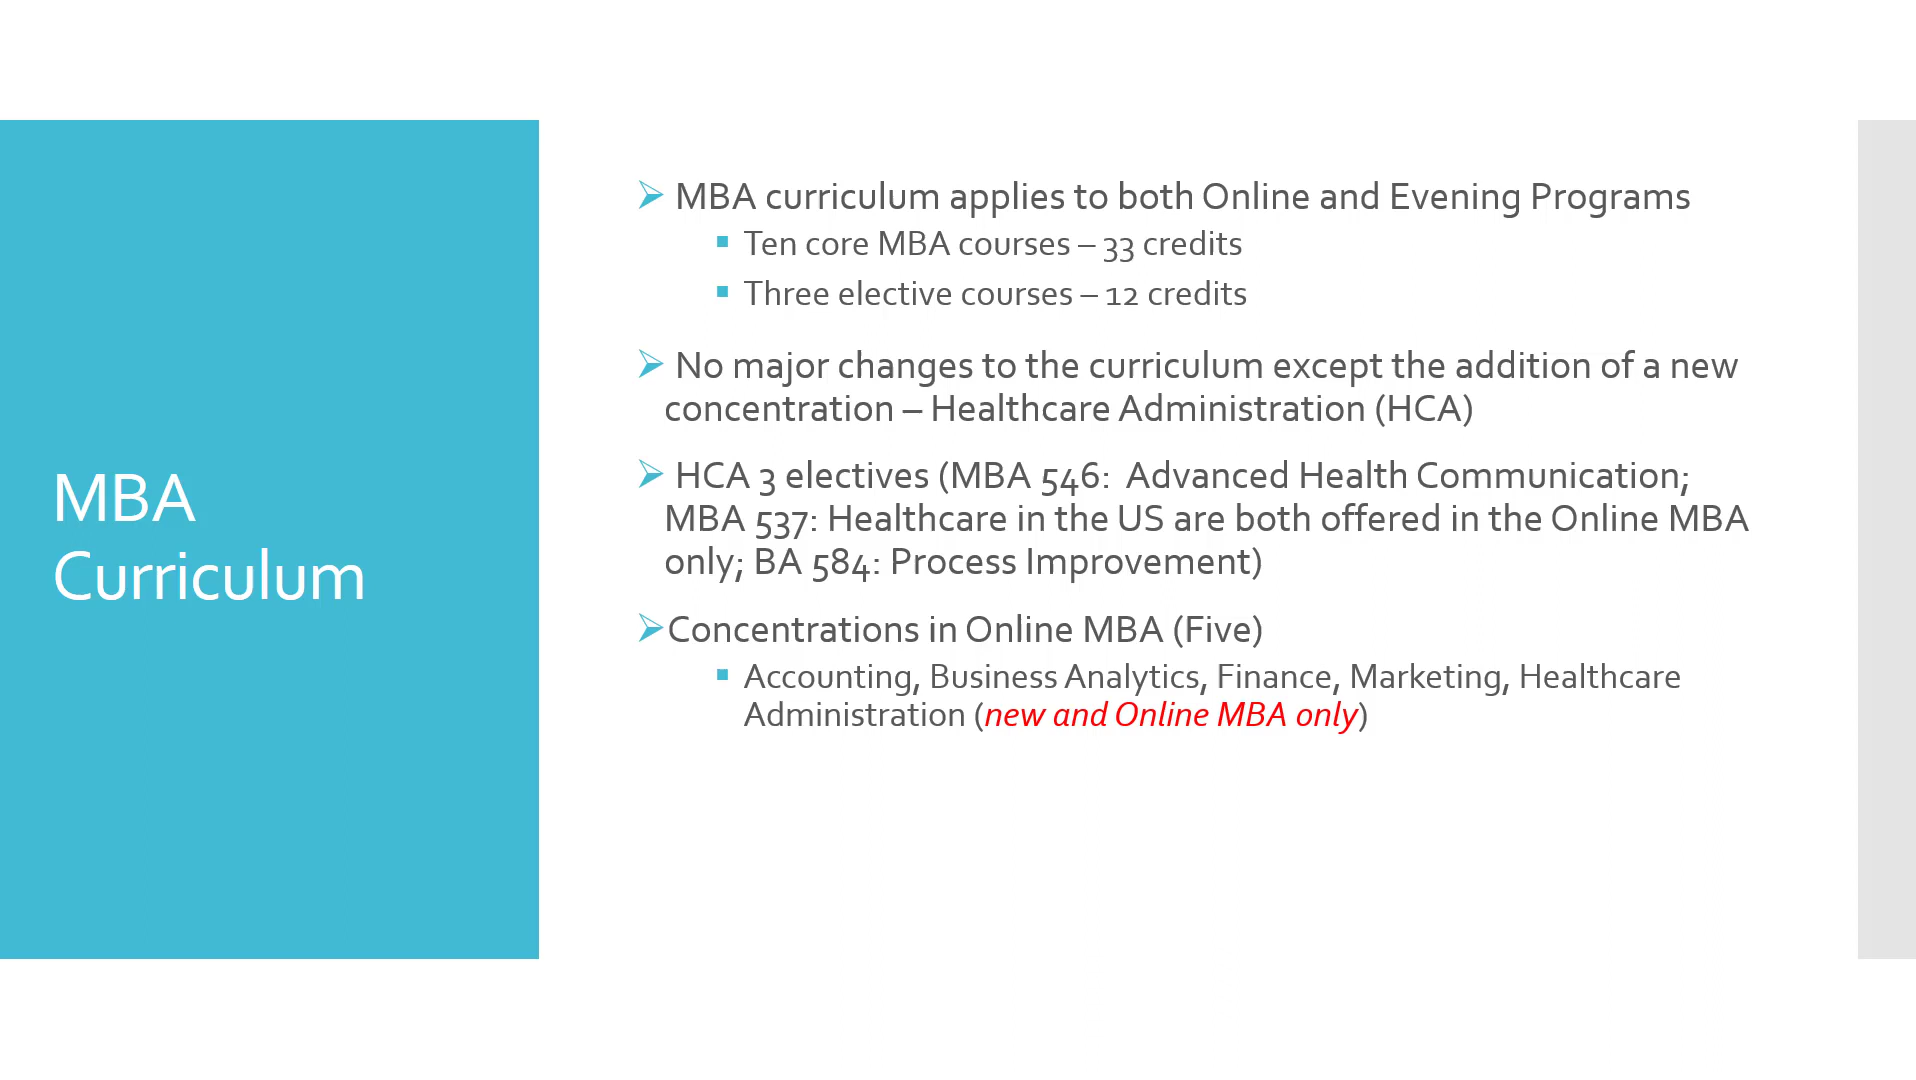 MBA
Curriculum
MBA curriculum applies to both Online and Evening Programs
Ten core MBA courses – 33 credits
Three elective courses – 12 credits
No major changes to the curriculum except the addition of a new
concentration – Healthcare Administration (HCA)
HCA 3 electives (MBA 546:  Advanced Health Communication;
MBA 537: Healthcare in the US are both offered in the Online MBA
only; BA 584: Process Improvement)
Concentrations in Online MBA (Five)
Accounting, Business Analytics, Finance, Marketing, Healthcare
Administration (new and Online MBA only)